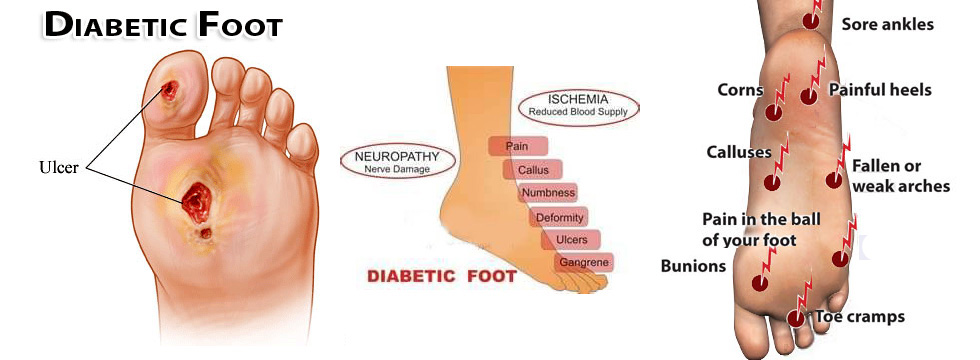 DIABETIC FOOT
Ulcer
ISCHEMIA
Reduced Blood Supply
NEUROPATHY
Nerve Damage
Pain
Callus
Numbness
Deformity
Ulcers
Gangrene
DIABETIC FOOT
Sore ankles
Corns
Painful heels
Calluses
Fallen or
weak arches
Pain in the ball
of your foot
Bunions
Toe cramps